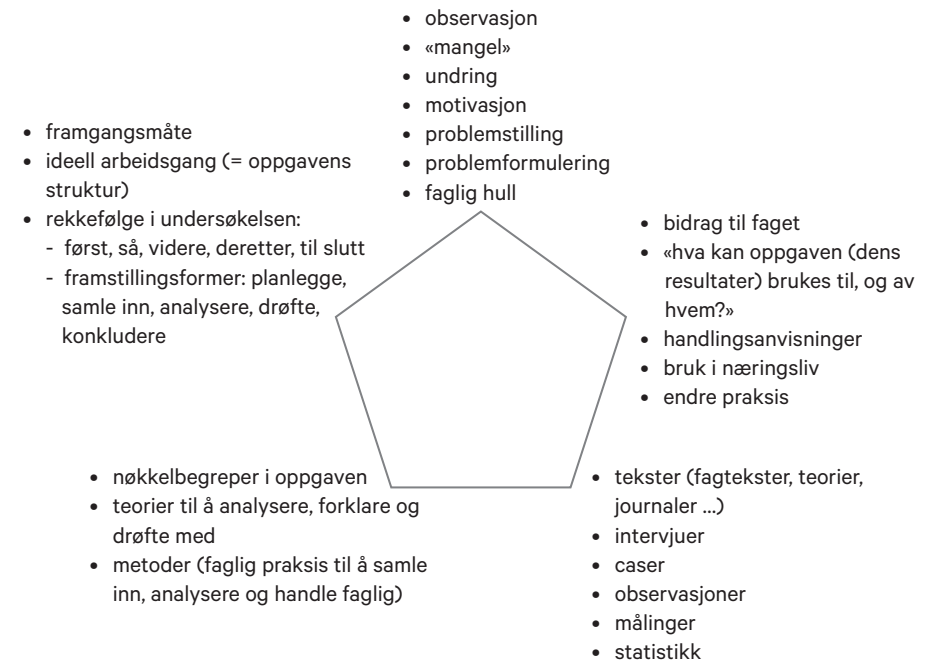 • observasjon
• «mangel»
• undring
• motivasjon
• problemstilling
• problemformulering
• faglig hull
• framgangsmåte
• ideell arbeidsgang (= oppgavens
struktur)
• rekkefølge i undersøkelsen:
- først, så, videre, deretter, til slutt
- framstillingsformer: planlegge,
samle inn, analysere, drøfte,
konkludere
• bidrag til faget
• «hva kan oppgaven (dens
resultater) brukes til, og av
hvem?»
• handlingsanvisninger
• bruk i næringsliv
• endre praksis
• nøkkelbegreper i oppgaven
• teorier til å analysere, forklare og
drøfte med
• metoder (faglig praksis til å samle
inn, analysere og handle faglig)
• tekster (fagtekster, teorier,
journaler ...)
• intervjuer
• caser
• observasjoner
• målinger
• statistikk